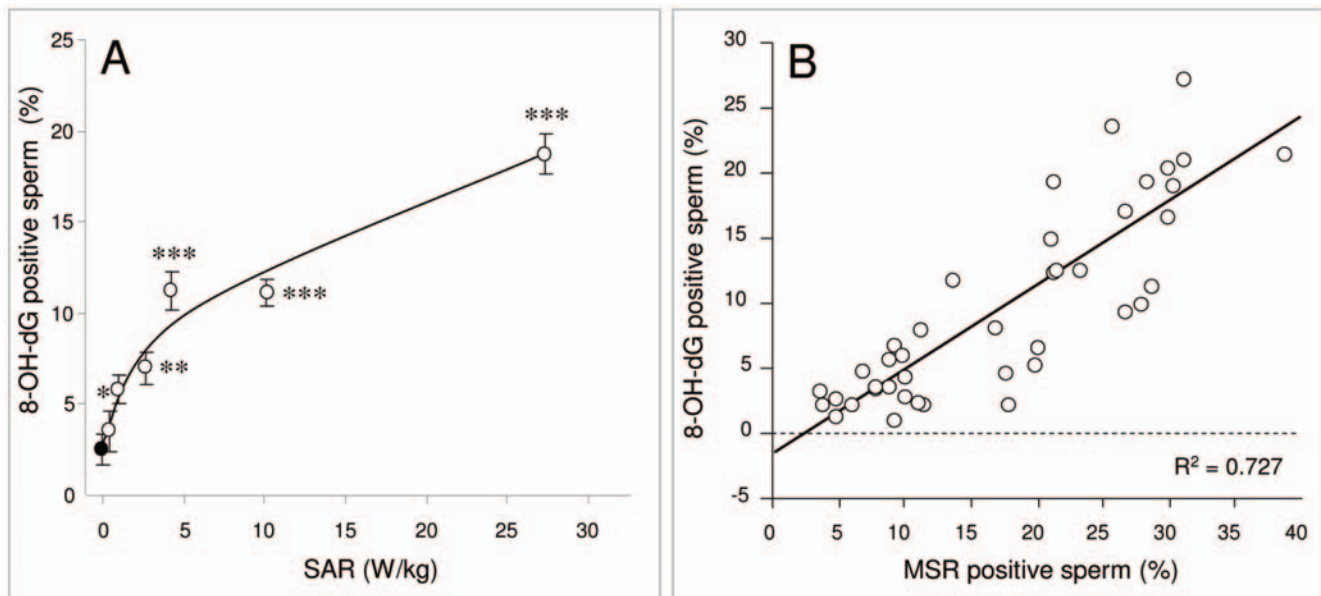 A
8-OH-dG positive sperm (%)
25
20
15
10
5
0
***
***
***
**
*
0 5 10 15 20 25 30
SAR (W/kg)
B
8-OH-dG positive sperm (%)
30
25
20
15
10
5
0
-5
R² = 0.727
0 5 10 15 20 25 30 35 40
MSR positive sperm (%)